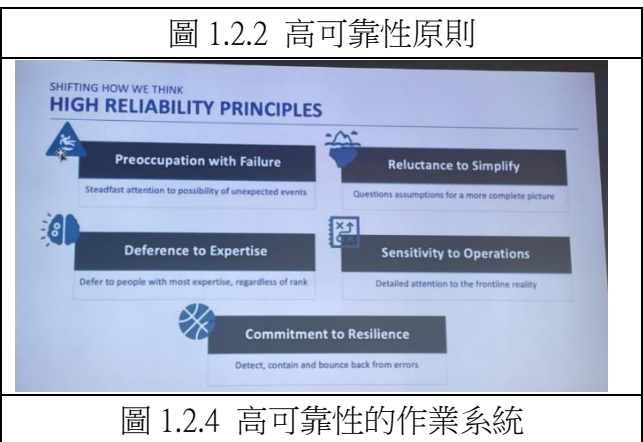 圖 1.2.2 高可靠性原則
SHIFTING HOW WE THINK
HIGH RELIABILITY PRINCIPLES
Preoccupation with Failure
Steadfast attention to possibility of unexpected events
Reluctance to Simplify
Questions assumptions for a more complete picture
Deference to Expertise
Defer to people with most expertise, regardless of rank
Sensitivity to Operations
Detailed attention to the frontline reality
Commitment to Resilience
Detect, contain and bounce back from errors
圖 1.2.4 高可靠性的作業系統